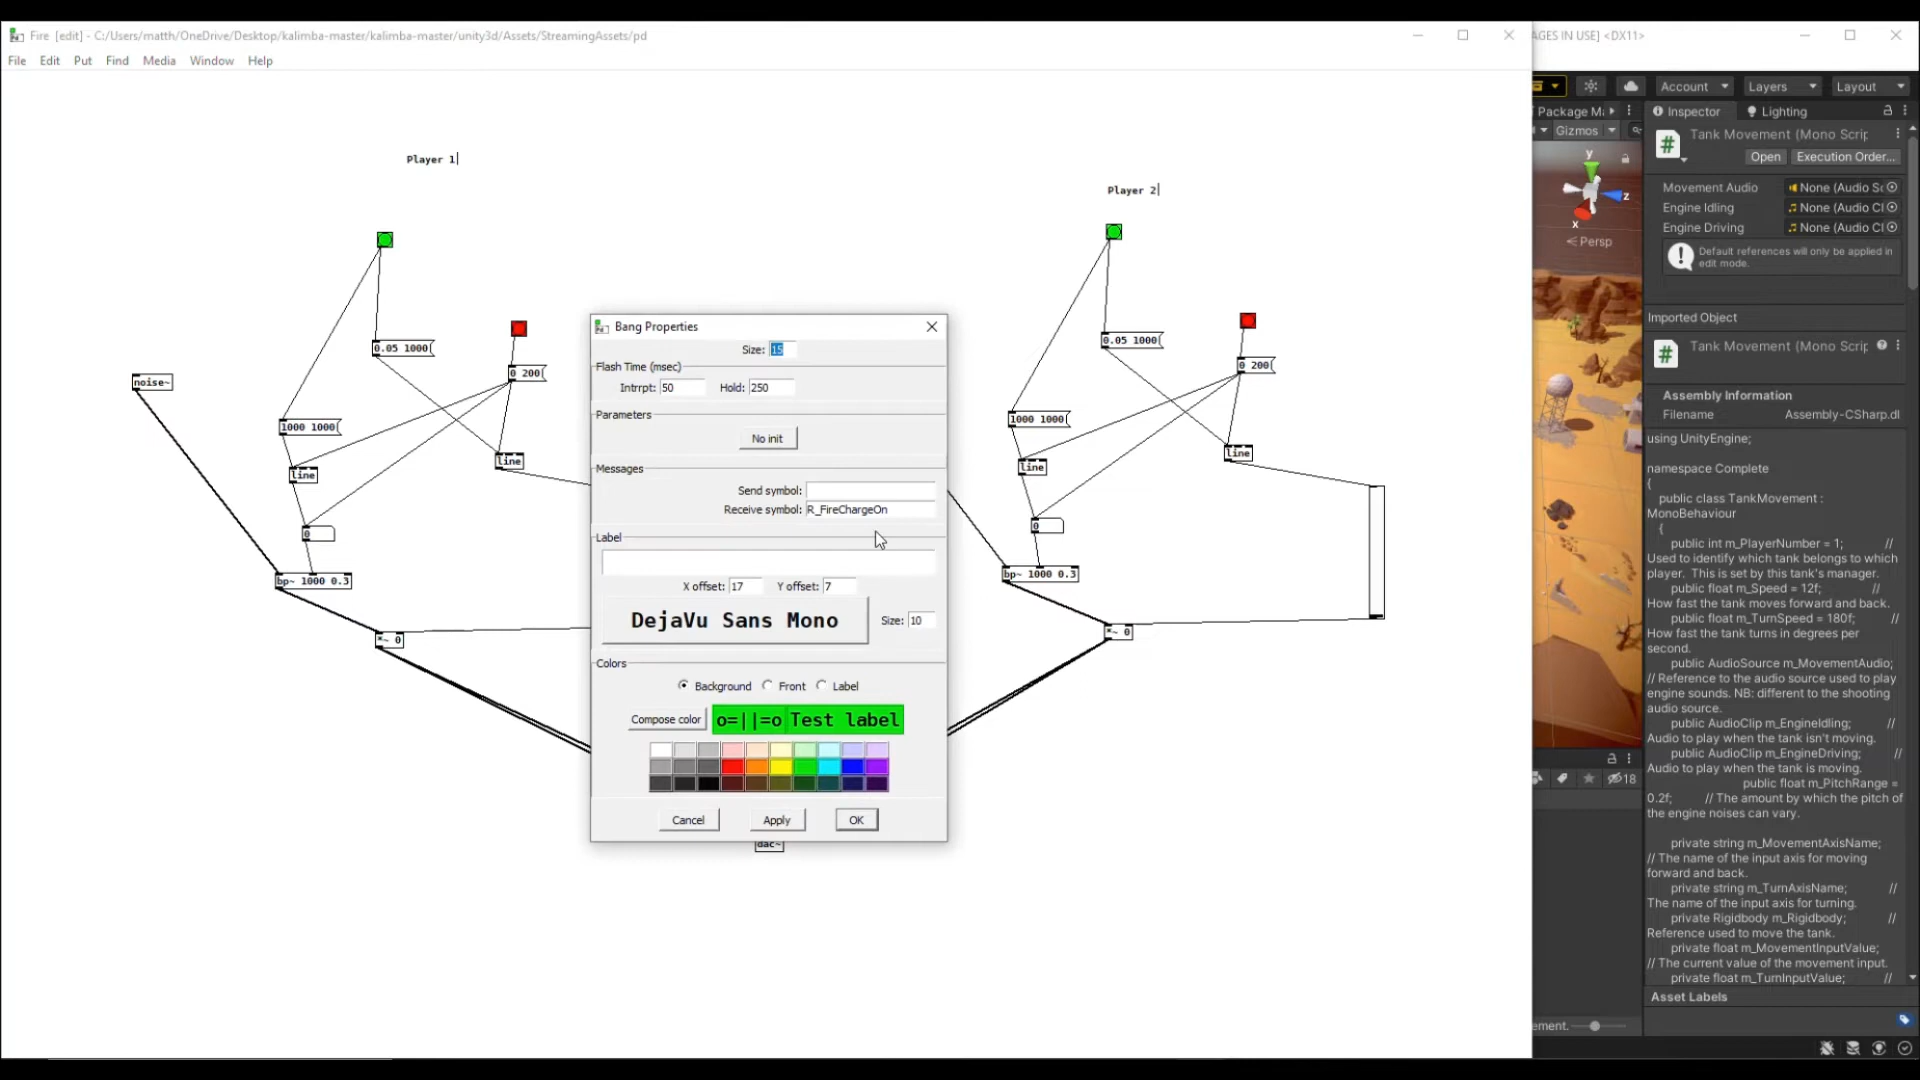 Fire [edit] - C:/Users/matth/OneDrive/Desktop/kalimba-master/kalimba-master/unity3d/Assets/StreamingAssets/pd
AGES IN USE] <DX11>
File Edit Put Find Media Window Help
Account Layers Layout
Package Ma
Inspector Lighting
Gizmos
Tank Movement (Mono Scrip
Open Execution Order...
Player 1
Player 2
Movement Audio None (Audio So
Engine Idling None (Audio Cl
Engine Driving None (Audio Cl
y
z
x
Persp
Default references will only be applied in
edit mode.
Imported Object
Tank Movement (Mono Scrip
Assembly Information
Filename Assembly-CSharp.dl
0.05 1000
0 200
noise~
1000 1000
line
line
0
bp~ 1000 0.3
*~ 0
0.05 1000
0 200
1000 1000
line
line
0
bp~ 1000 0.3
*~ 0
dac~
Bang Properties
Size: 15
Flash Time (msec)
Intrrpt: 50 Hold: 250
Parameters
No init
Messages
Send symbol:
Receive symbol: R_FireChargeOn
Label
X offset: 17 Y offset: 7
DejaVu Sans Mono Size: 10
Colors
Background Front Label
Compose color o=||=o Test label
Cancel Apply OK
using UnityEngine;
namespace Complete
{
public class TankMovement :
MonoBehaviour
{
public int m_PlayerNumber = 1; //
Used to identify which tank belongs to which
player. This is set by this tank's manager.
public float m_Speed = 12f; //
How fast the tank moves forward and back.
public float m_TurnSpeed = 180f; //
How fast the tank turns in degrees per
second.
public AudioSource m_MovementAudio;
// Reference to the audio source used to play
engine sounds. NB: different to the shooting
audio source.
public AudioClip m_EngineIdling; //
Audio to play when the tank isn't moving.
public AudioClip m_EngineDriving; //
Audio to play when the tank is moving.
public float m_PitchRange =
0.2f; // The amount by which the pitch of
the engine noises can vary.
private string m_MovementAxisName;
// The name of the input axis for moving
forward and back.
private string m_TurnAxisName; //
The name of the input axis for turning.
private Rigidbody m_Rigidbody; //
Reference used to move the tank.
private float m_MovementInputValue;
// The current value of the movement input.
private float m_TurnInputValue; //
18
Asset Labels
ement.